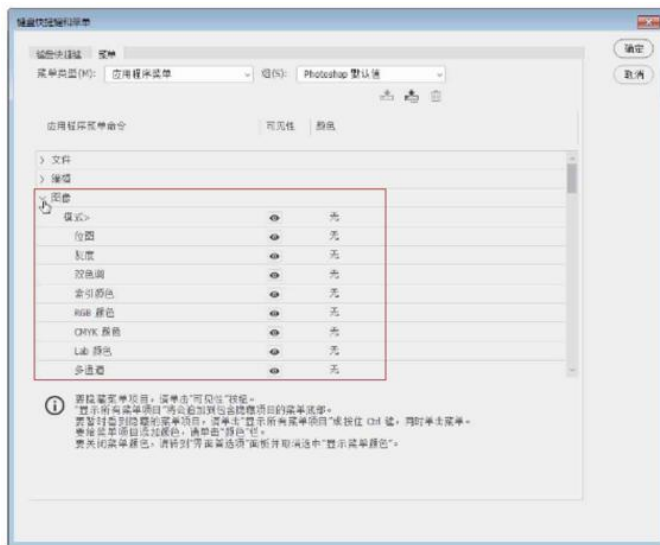 键盘快捷键和菜单
确定
取消
键盘快捷键 菜单
菜单类型(M): 应用程序菜单 组(S): Photoshop 默认值
应用程序菜单命令 可见性 颜色
> 文件
> 编辑
图像
模式> 无
位图 无
灰度 无
双色调 无
索引颜色 无
RGB 颜色 无
CMYK 颜色 无
Lab 颜色 无
多通道 无
要隐藏菜单项目，请单击“可见性”按钮。
“显示所有菜单项目”将会追加到包含隐藏项目的菜单底部。
要暂时看到隐藏的菜单项目，请单击“显示所有菜单项目”或按住 Ctrl 键，同时单击菜单。
要给菜单项目添加颜色，请单击“颜色”栏。
要关闭菜单颜色，请转到“界面首选项”面板并取消选中“显示菜单颜色”。